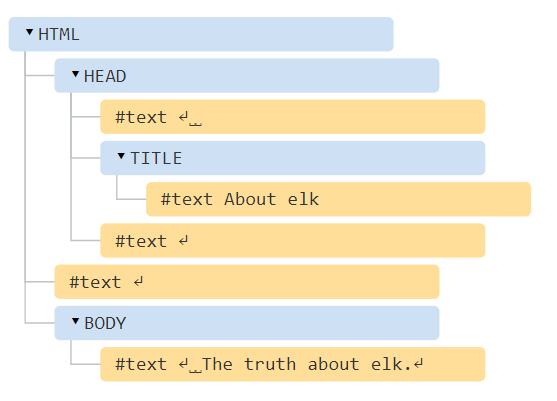 ▾ HTML
▾ HEAD
#text ↵␣
▾ TITLE
#text About elk
#text ↵
#text ↵
▾ BODY
#text ↵␣The truth about elk.↵